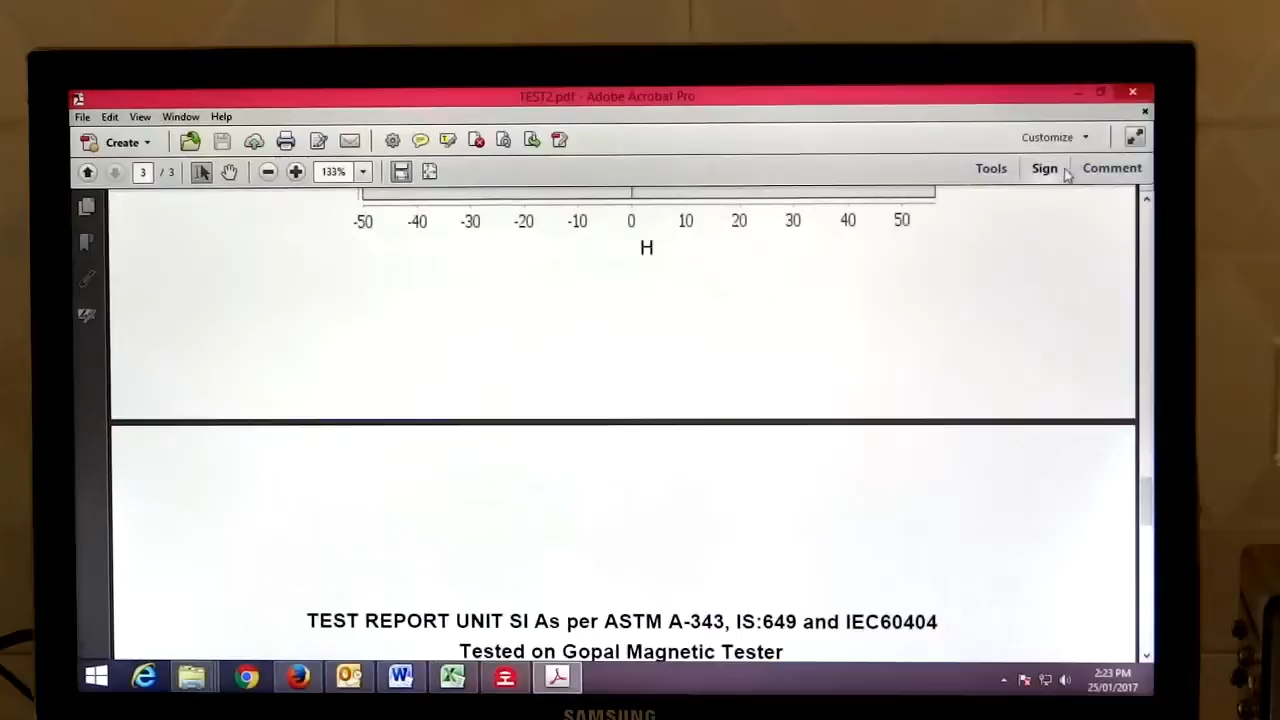 TEST2.pdf - Adobe Acrobat Pro
File Edit View Window Help
Create Customize
3 / 3 133% Tools Sign Comment
-50 -40 -30 -20 -10 0 10 20 30 40 50
H
TEST REPORT UNIT SI As per ASTM A-343, IS:649 and IEC60404
Tested on Gopal Magnetic Tester
2:23 PM
25/01/2017
SAMSUNG